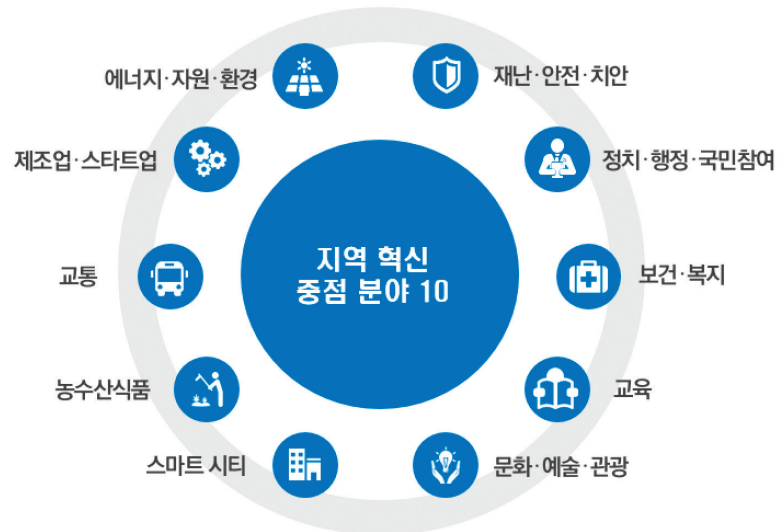 에너지·자원·환경
재난·안전·치안
제조업·스타트업
정치·행정·국민참여
지역 혁신
중점 분야 10
교통
보건·복지
농수산식품
교육
스마트 시티
문화·예술·관광